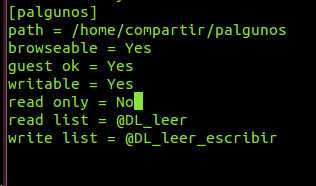 [palgunos]
path = /home/compartir/palgunos
browseable = Yes
guest ok = Yes
writable = Yes
read only = No
read list = @DL_leer
write list = @DL_leer_escribir